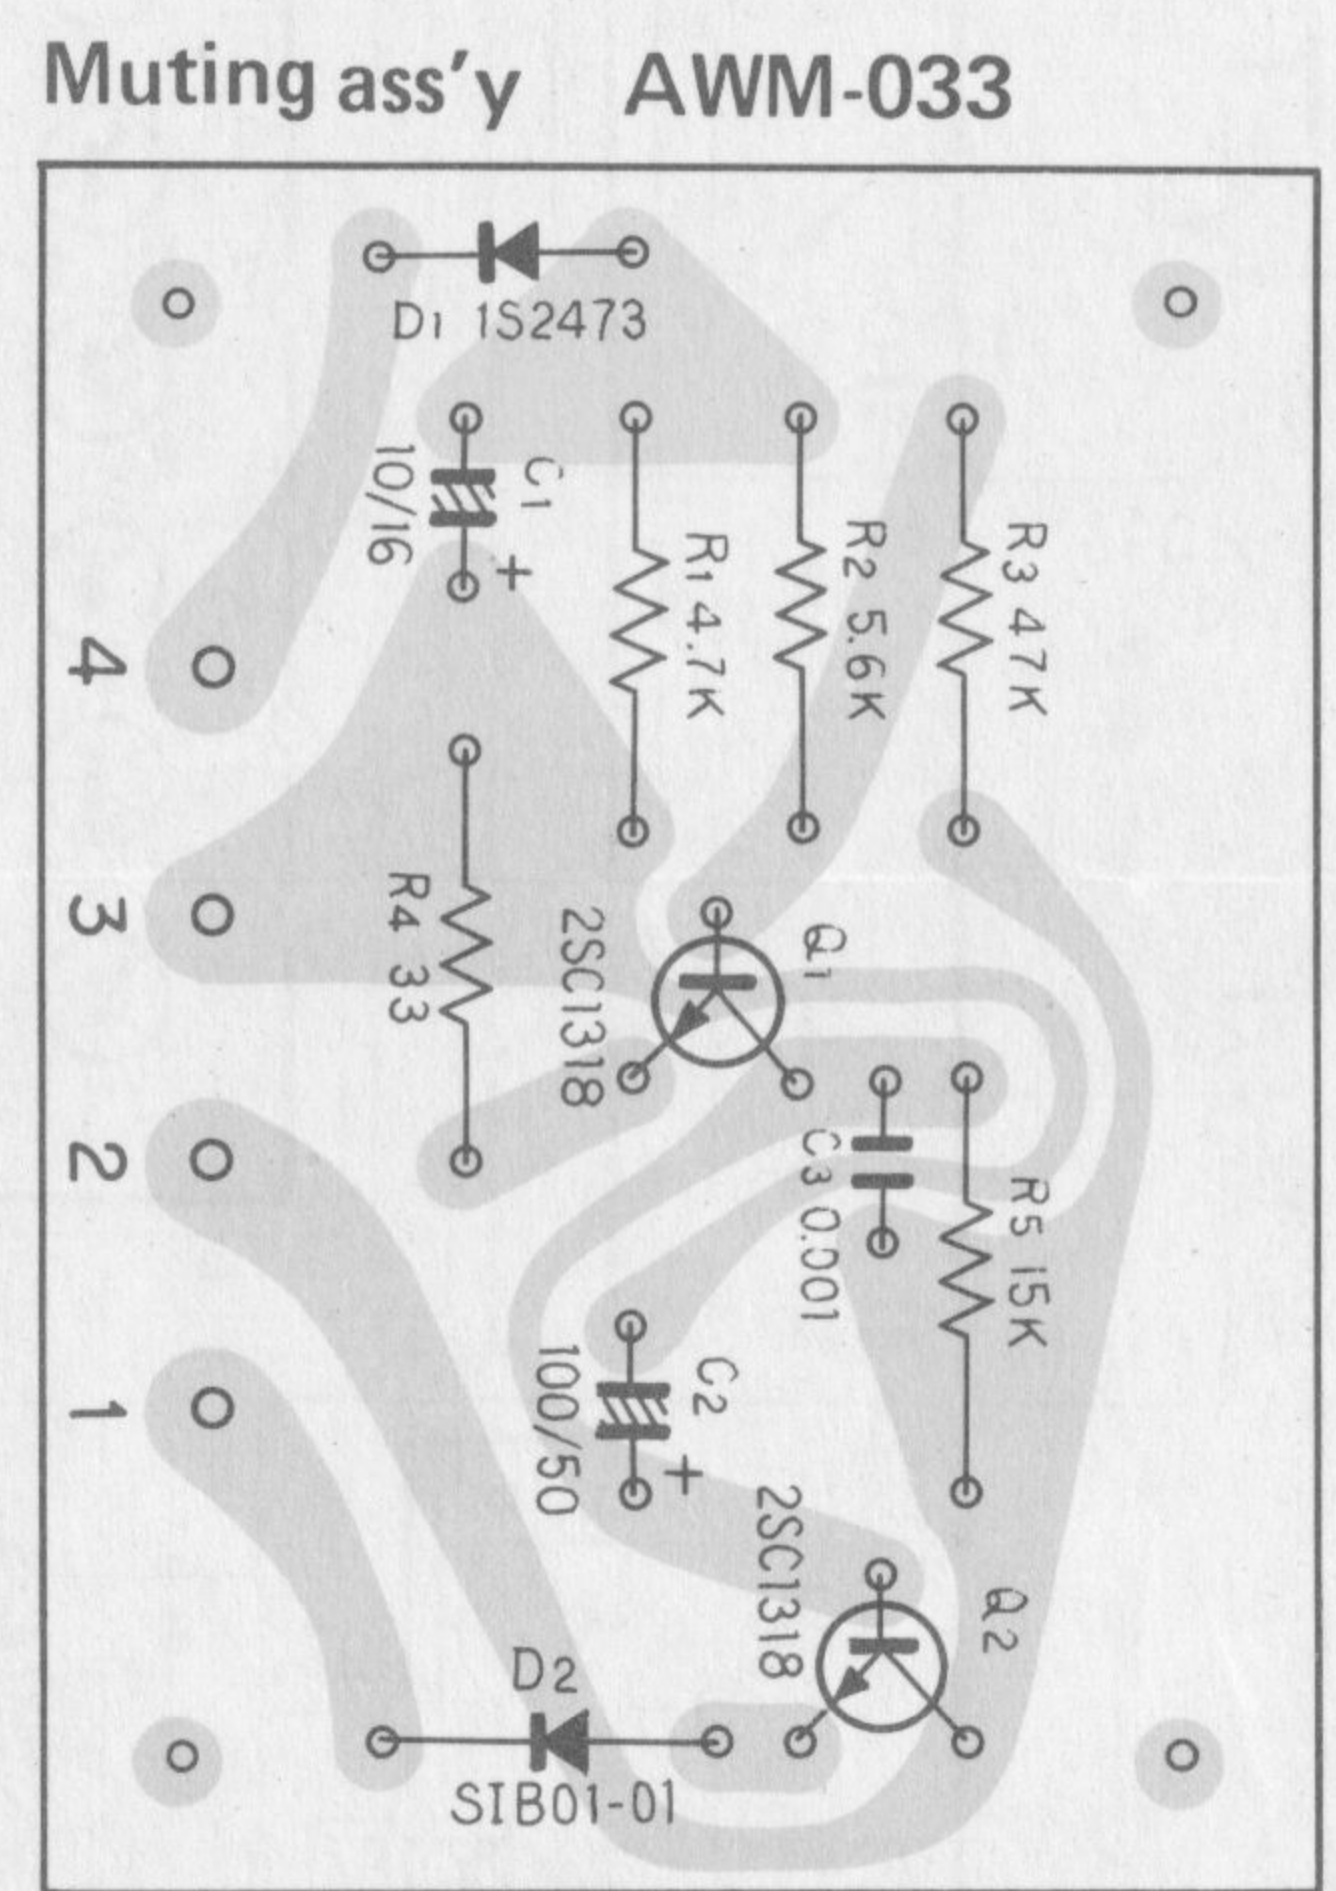 Muting ass'y AWM-033
D1 1S2473
C1
10/16
+
R1 4.7K
R2 5.6K
R3 47K
4
3
R4 33
2SC1318
Q1
2
C3 0.001
R5 15K
1
C2
100/50
+
2SC1318
Q2
D2
SIB01-01